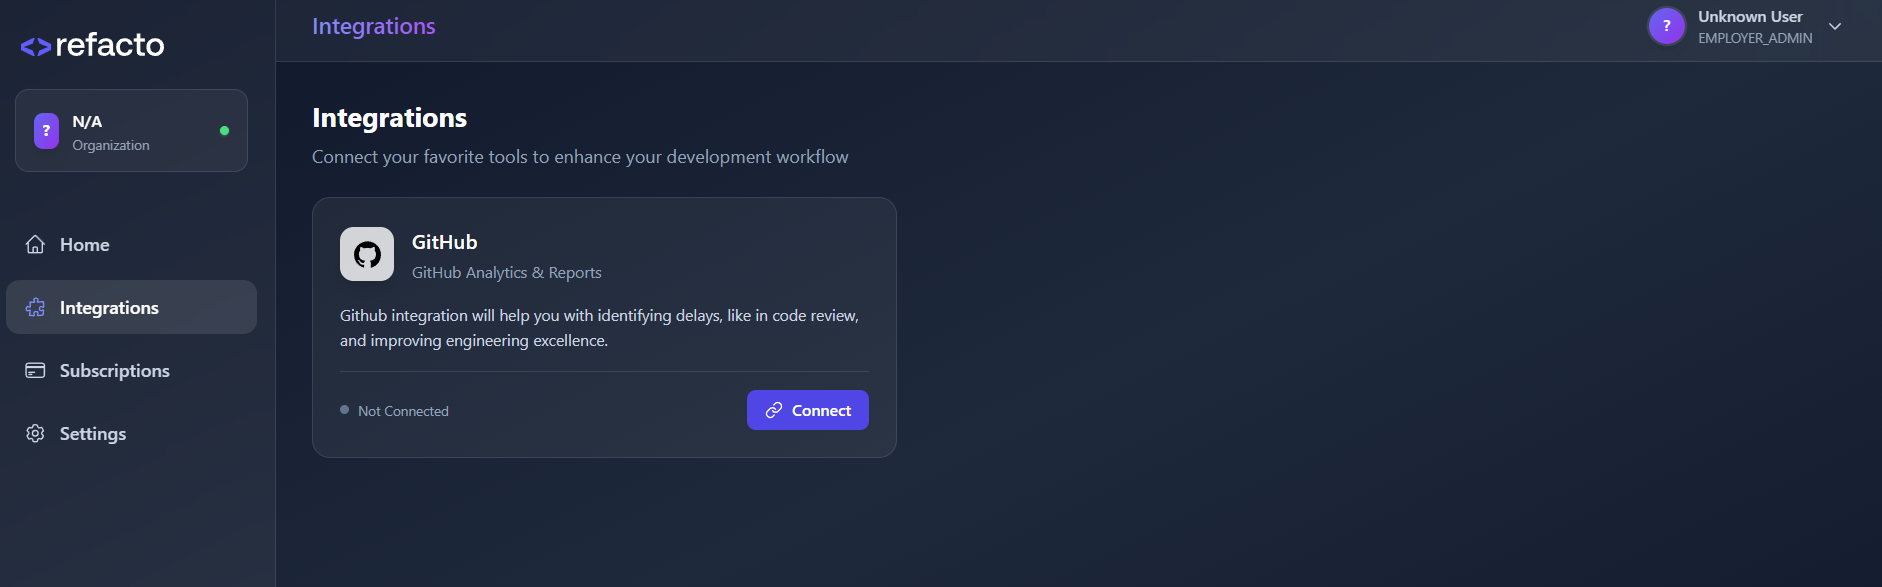 refacto
?
N/A
Organization
Home
Integrations
Subscriptions
Settings
Integrations
?
Unknown User
EMPLOYER_ADMIN
Integrations
Connect your favorite tools to enhance your development workflow
GitHub
GitHub Analytics & Reports
Github integration will help you with identifying delays, like in code review,
and improving engineering excellence.
Not Connected
Connect